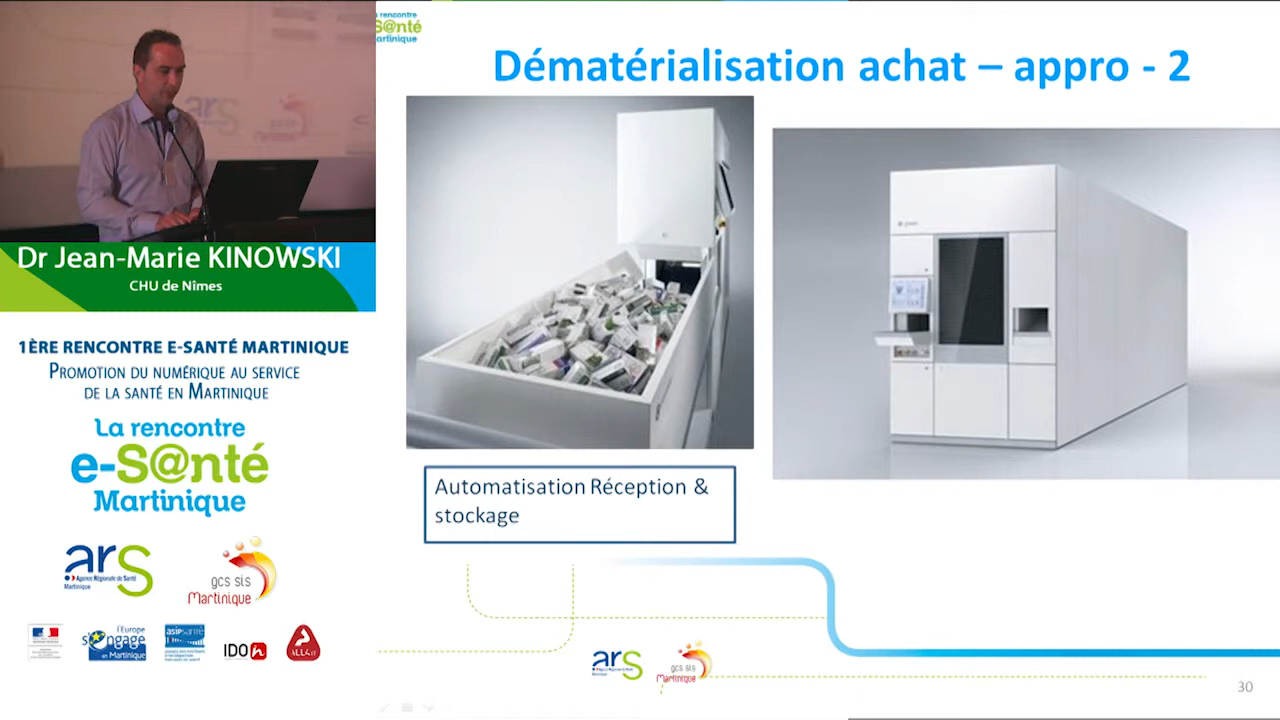 Dr Jean-Marie KINOWSKI
CHU de Nîmes
1ÈRE RENCONTRE E-SANTÉ MARTINIQUE
PROMOTION DU NUMÉRIQUE AU SERVICE
DE LA SANTÉ EN MARTINIQUE
La rencontre
e-S@nté
Martinique
ars
Agence Régionale de Santé
Martinique
gcs sis
Martinique
l'Europe
s'engage
en Martinique
asip santé
IDO
La rencontre
S@nté
Martinique
Dématérialisation achat – appro - 2
Automatisation Réception &
stockage
ars
gcs sis
Martinique
30